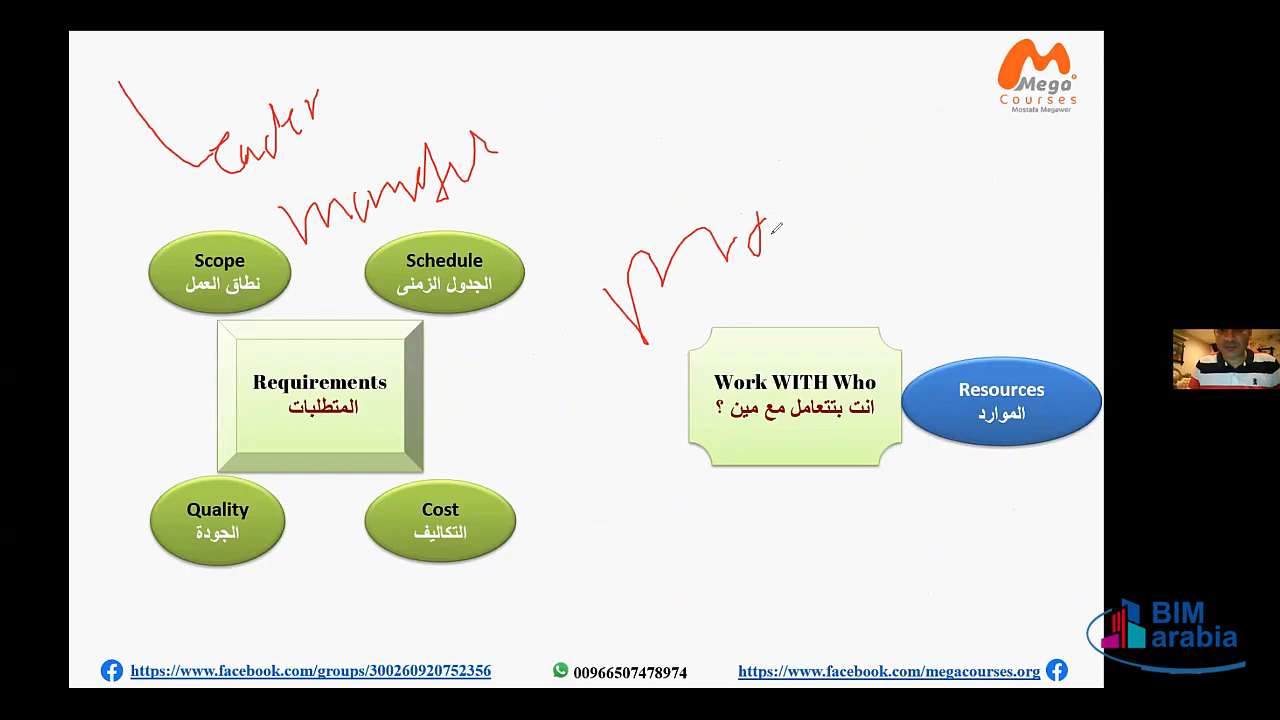 Mega
Courses
Mostafa Megawer
Leader
Scope
نطاق العمل
Schedule
الجدول الزمنى
Requirements
المتطلبات
Work WITH Who
انت بتتعامل مع مين ؟
Resources
الموارد
Quality
الجودة
Cost
التكاليف
https://www.facebook.com/groups/300260920752356
00966507478974
https://www.facebook.com/megacourses.org
BIM
arabia